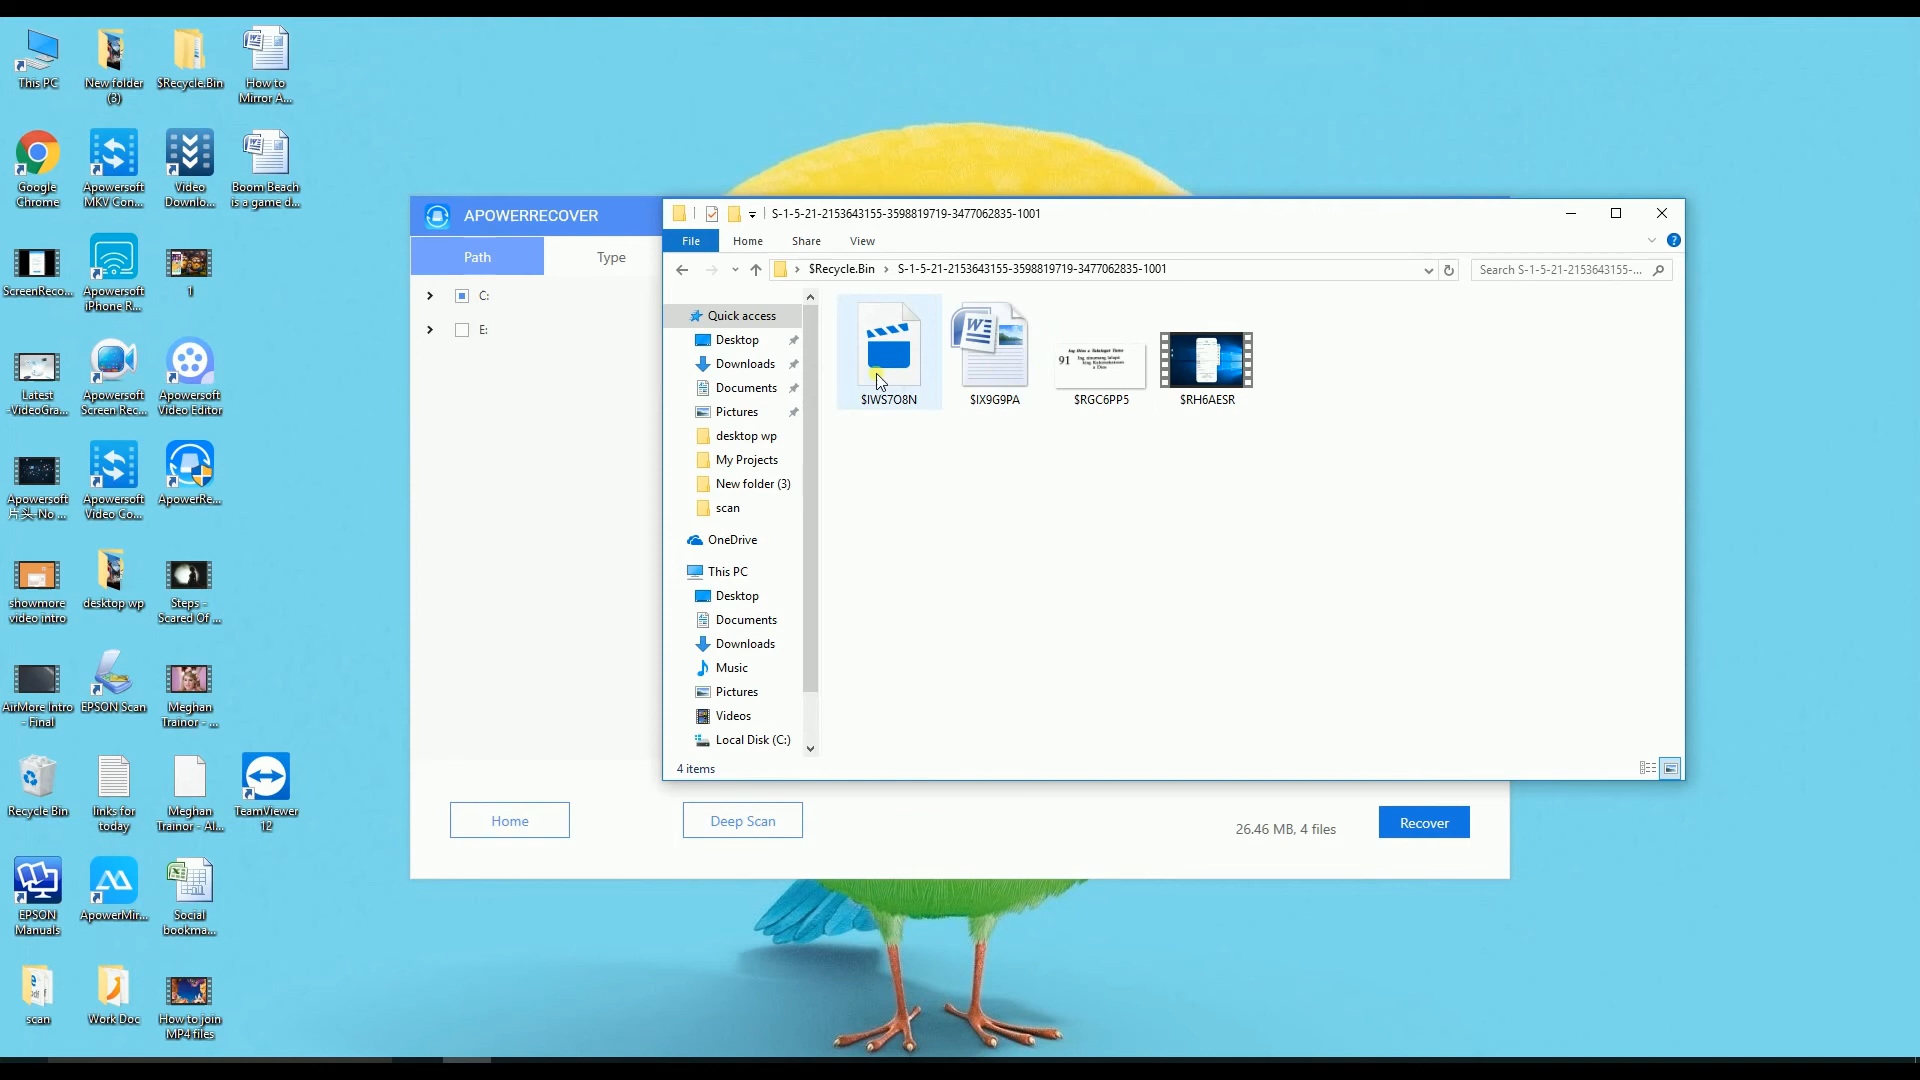 This PC
New folder
(3)
$Recycle.Bin
How to
Mirror A...
Google
Chrome
Apowersoft
MKV Con...
Video
Downlo...
Boom Beach
is a game d...
ScreenReco...
Apowersoft
iPhone R...
1
Latest
-VideoGra...
Apowersoft
Screen Rec...
Apowersoft
Video Editor
Apowersoft
片头-No ...
Apowersoft
Video Co...
ApowerRe...
showmore
video intro
desktop wp
Steps -
Scared Of ...
AirMore Intro
- Final
EPSON Scan
Meghan
Trainor - ...
Recycle Bin
links for
today
Meghan
Trainor - Al...
TeamViewer
12
EPSON
Manuals
ApowerMir...
Social
bookma...
scan
Work Doc
How to join
MP4 files
APOWERRECOVER
Path
Type
C:
E:
Home
Deep Scan
26.46 MB, 4 files
Recover
S-1-5-21-2153643155-3598819719-3477062835-1001
File
Home
Share
View
$Recycle.Bin
S-1-5-21-2153643155-3598819719-3477062835-1001
Search S-1-5-21-2153643155-...
Quick access
Desktop
Downloads
Documents
Pictures
desktop wp
My Projects
New folder (3)
scan
OneDrive
This PC
Desktop
Documents
Downloads
Music
Pictures
Videos
Local Disk (C:)
$IWS7O8N
$IX9G9PA
91
$RGC6PP5
$RH6AESR
4 items